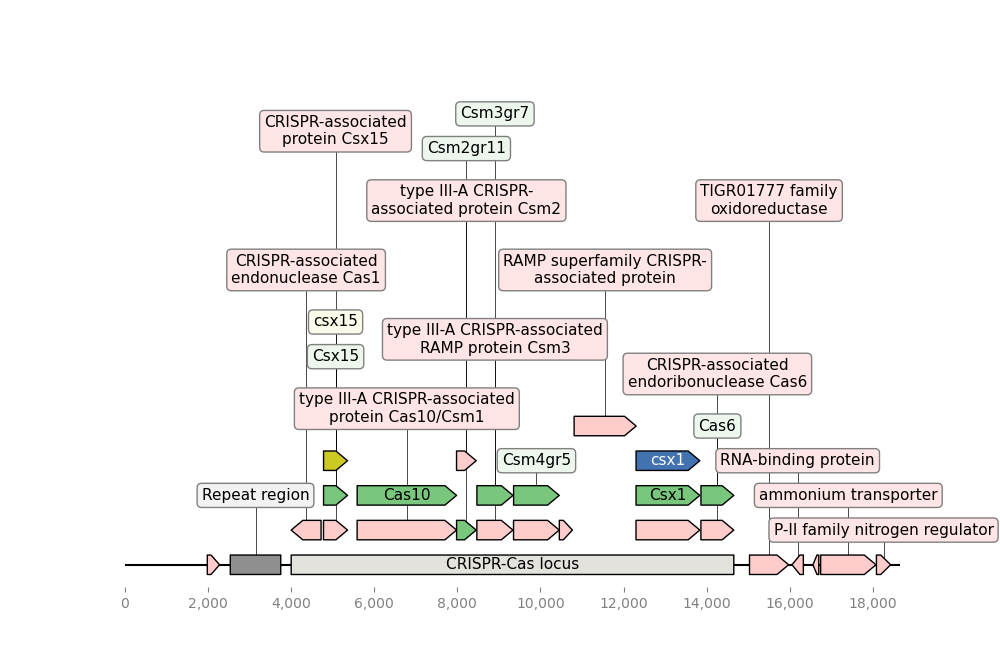 Csm3gr7
CRISPR-associated
protein Csx15
Csm2gr11
type III-A CRISPR-
associated protein Csm2
TIGR01777 family
oxidoreductase
CRISPR-associated
endonuclease Cas1
RAMP superfamily CRISPR-
associated protein
csx15
type III-A CRISPR-associated
RAMP protein Csm3
Csx15
CRISPR-associated
endoribonuclease Cas6
type III-A CRISPR-associated
protein Cas10/Csm1
Cas6
Csm4gr5
csx1
RNA-binding protein
Repeat region
Cas10
Csx1
ammonium transporter
P-II family nitrogen regulator
CRISPR-Cas locus
0
2,000
4,000
6,000
8,000
10,000
12,000
14,000
16,000
18,000